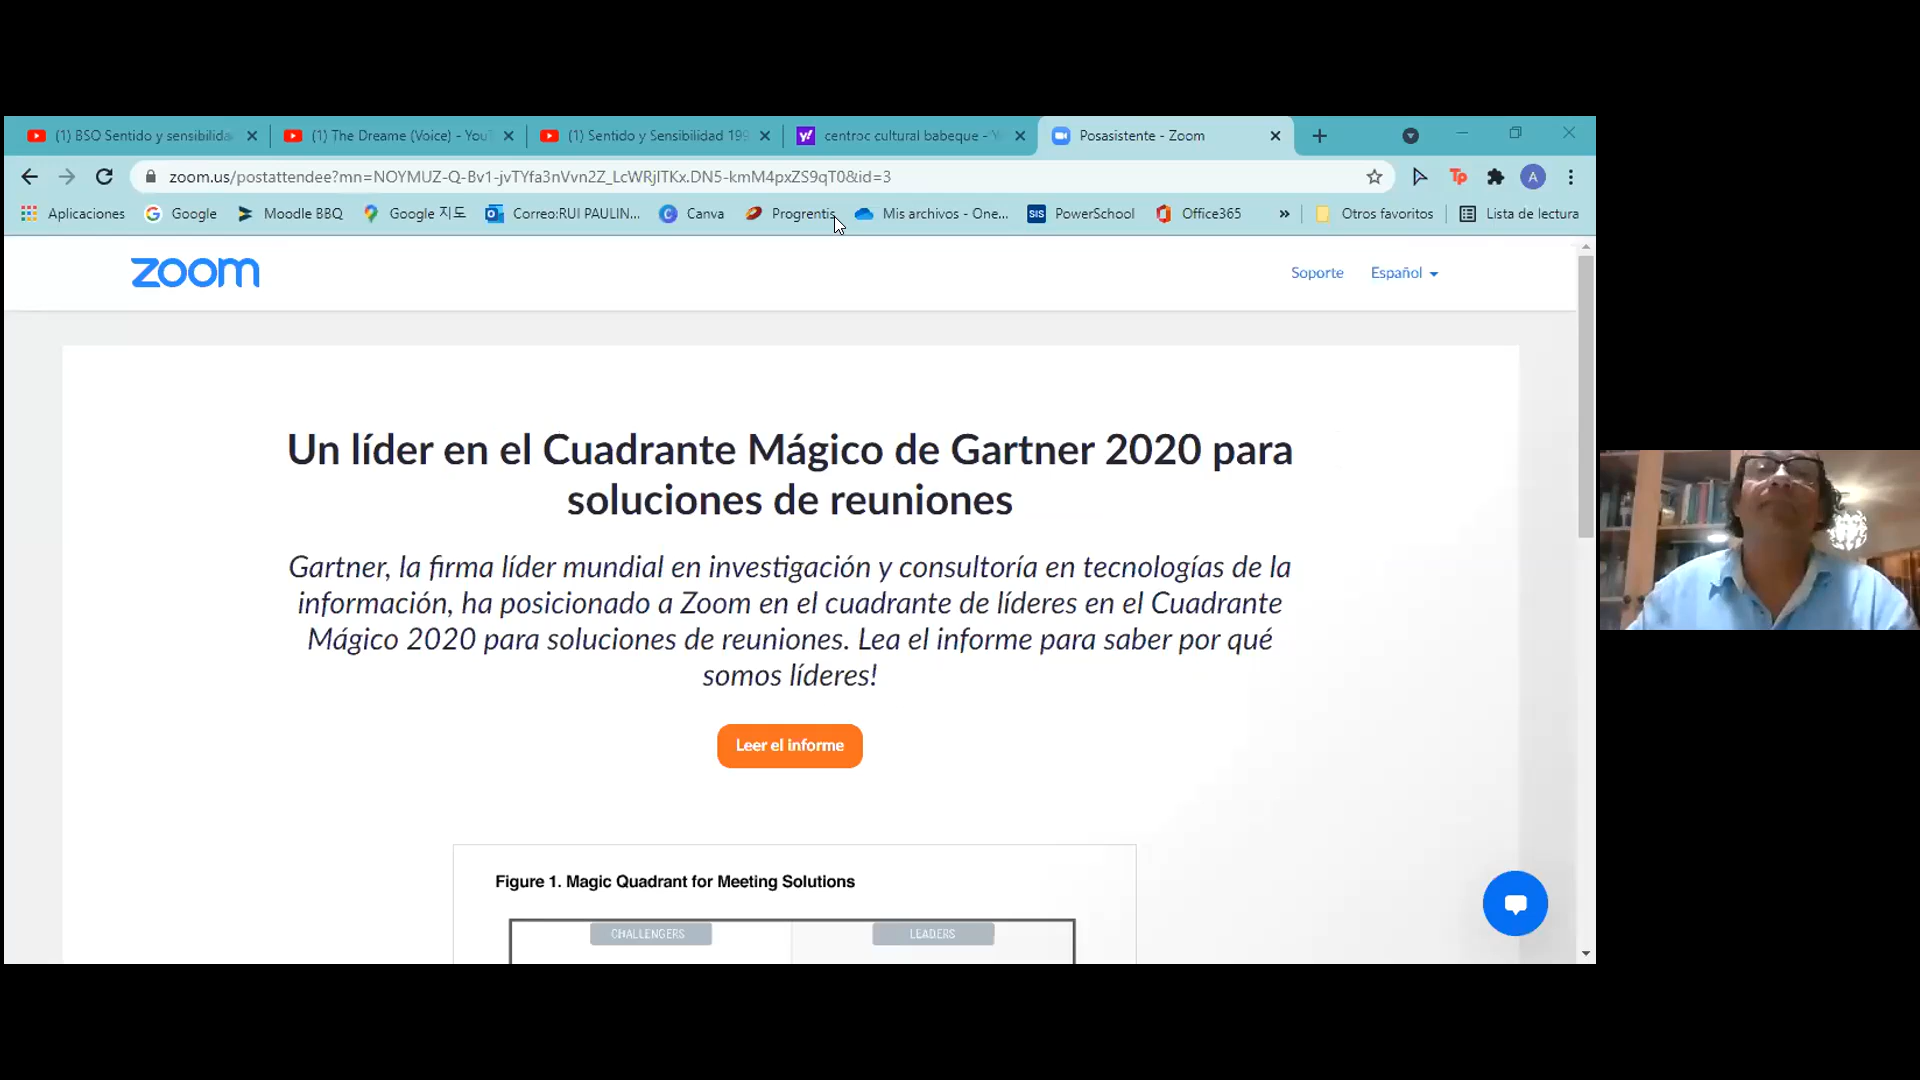 (1) BSO Sentido y sensibilida
(1) The Dreame (Voice) - YouT
(1) Sentido y Sensibilidad 199
centroc cultural babeque - Y
Posasistente - Zoom
zoom.us/postattendee?mn=NOYMUZ-Q-Bv1-jvTYfa3nVvn2Z_LcWRjlTKx.DN5-kmM4pxZS9qT0&id=3
Tp
A
Aplicaciones
Google
Moodle BBQ
Google 지도
Correo:RUI PAULIN...
Canva
Progrentis
Mis archivos - One...
SIS PowerSchool
Office365
»
Otros favoritos
Lista de lectura
zoom
Soporte
Español
Un líder en el Cuadrante Mágico de Gartner 2020 para
soluciones de reuniones
Gartner, la firma líder mundial en investigación y consultoría en tecnologías de la
información, ha posicionado a Zoom en el cuadrante de líderes en el Cuadrante
Mágico 2020 para soluciones de reuniones. Lea el informe para saber por qué
somos líderes!
Leer el informe
Figure 1. Magic Quadrant for Meeting Solutions
CHALLENGERS
LEADERS